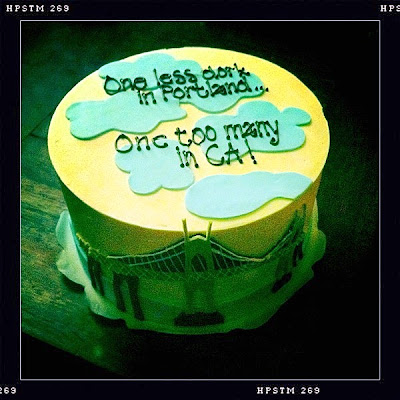 HPSTM 269
One less dork
in Portland...
One too many
in CA!
269
HPSTM 269